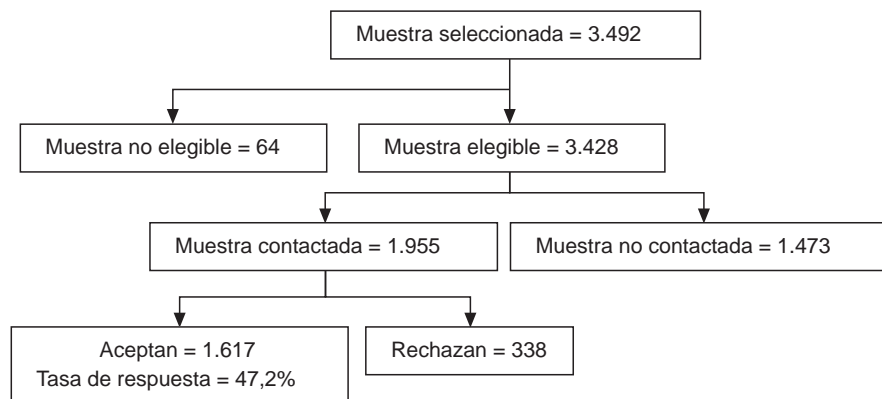 Muestra seleccionada = 3.492
Muestra no elegible = 64
Muestra elegible = 3.428
Muestra contactada = 1.955
Muestra no contactada = 1.473
Aceptan = 1.617
Tasa de respuesta = 47,2%
Rechazan = 338